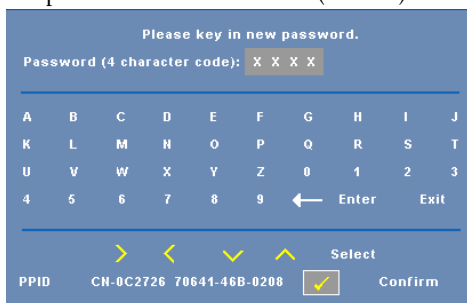 Please key in new password.
Password (4 character code): X X X X
A B C D E F G H I J
K L M N O P Q R S T
U V W X Y Z 0 1 2 3
4 5 6 7 8 9 ← Enter Exit
Select
PPID CN-0C2726 70641-46B-0208 ✓ Confirm